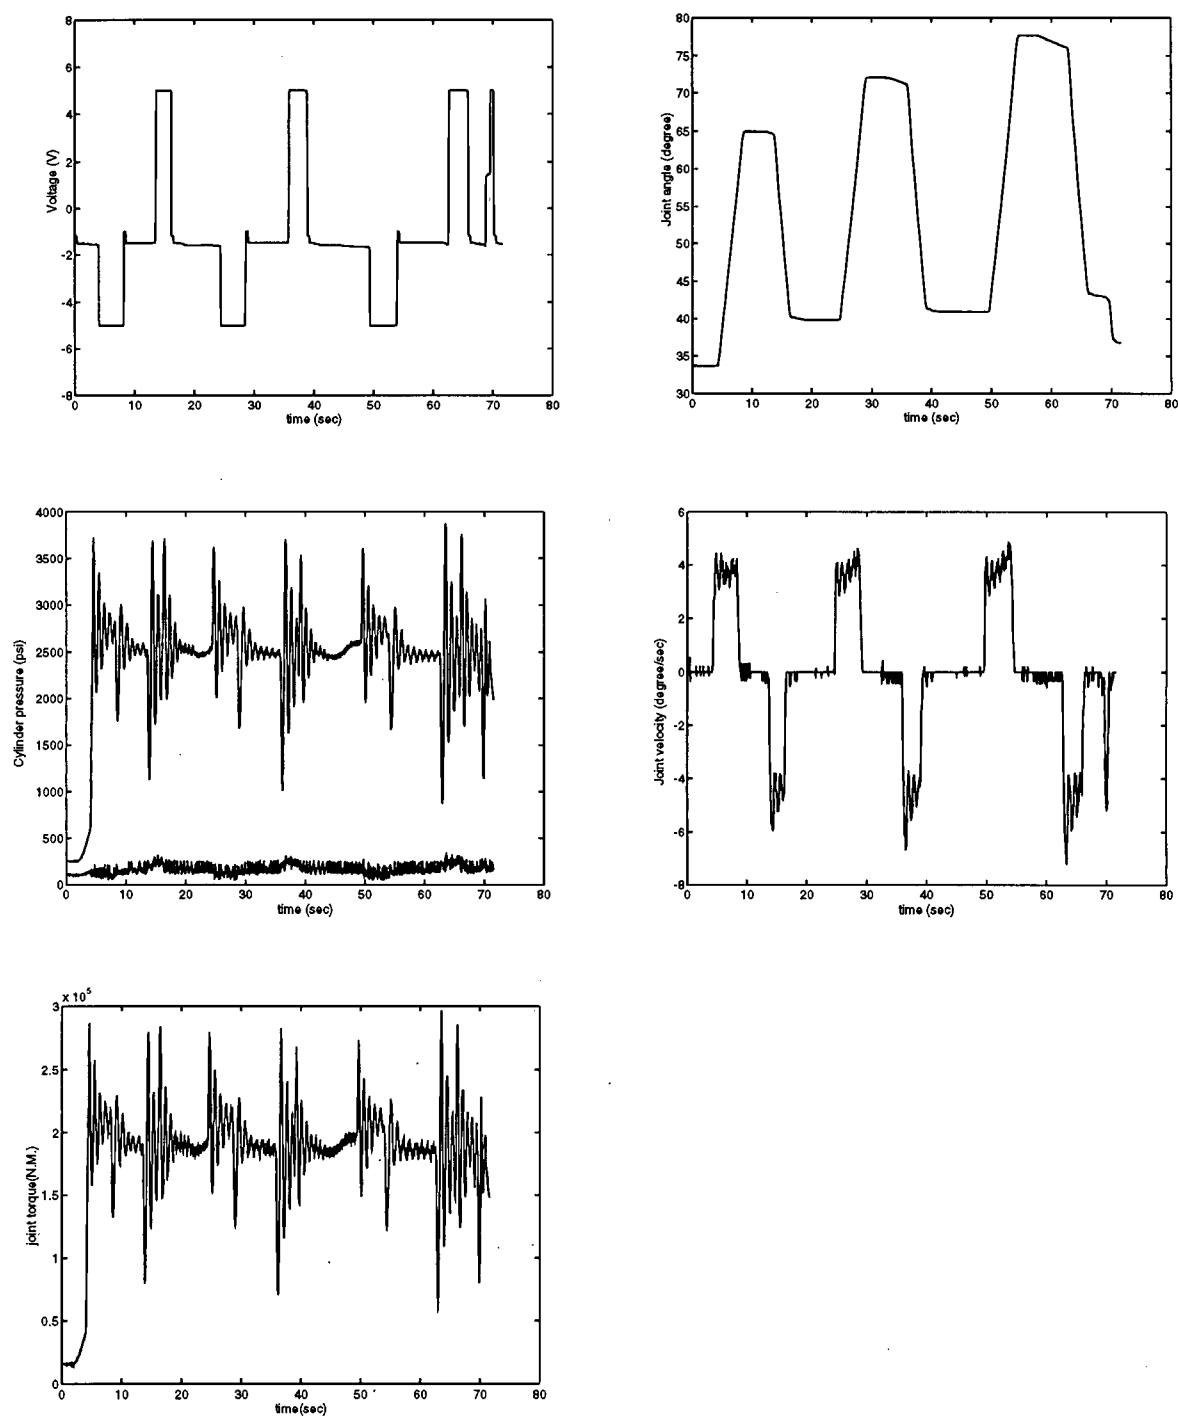 8
6
4
2
0
-2
-4
-6
-8
Voltage (V)
0 10 20 30 40 50 60 70 80
time (sec)
80
75
70
65
60
55
50
45
40
35
30
Joint angle (degree)
0 10 20 30 40 50 60 70 80
time (sec)
4000
3500
3000
2500
2000
1500
1000
500
0
Cylinder pressure (psi)
0 10 20 30 40 50 60 70 80
time (sec)
6
4
2
0
-2
-4
-6
-8
Joint velocity (degree/sec)
0 10 20 30 40 50 60 70 80
time (sec)
x 10^5
3
2.5
2
1.5
1
0.5
0
joint torque(N.M.)
0 10 20 30 40 50 60 70 80
time(sec)